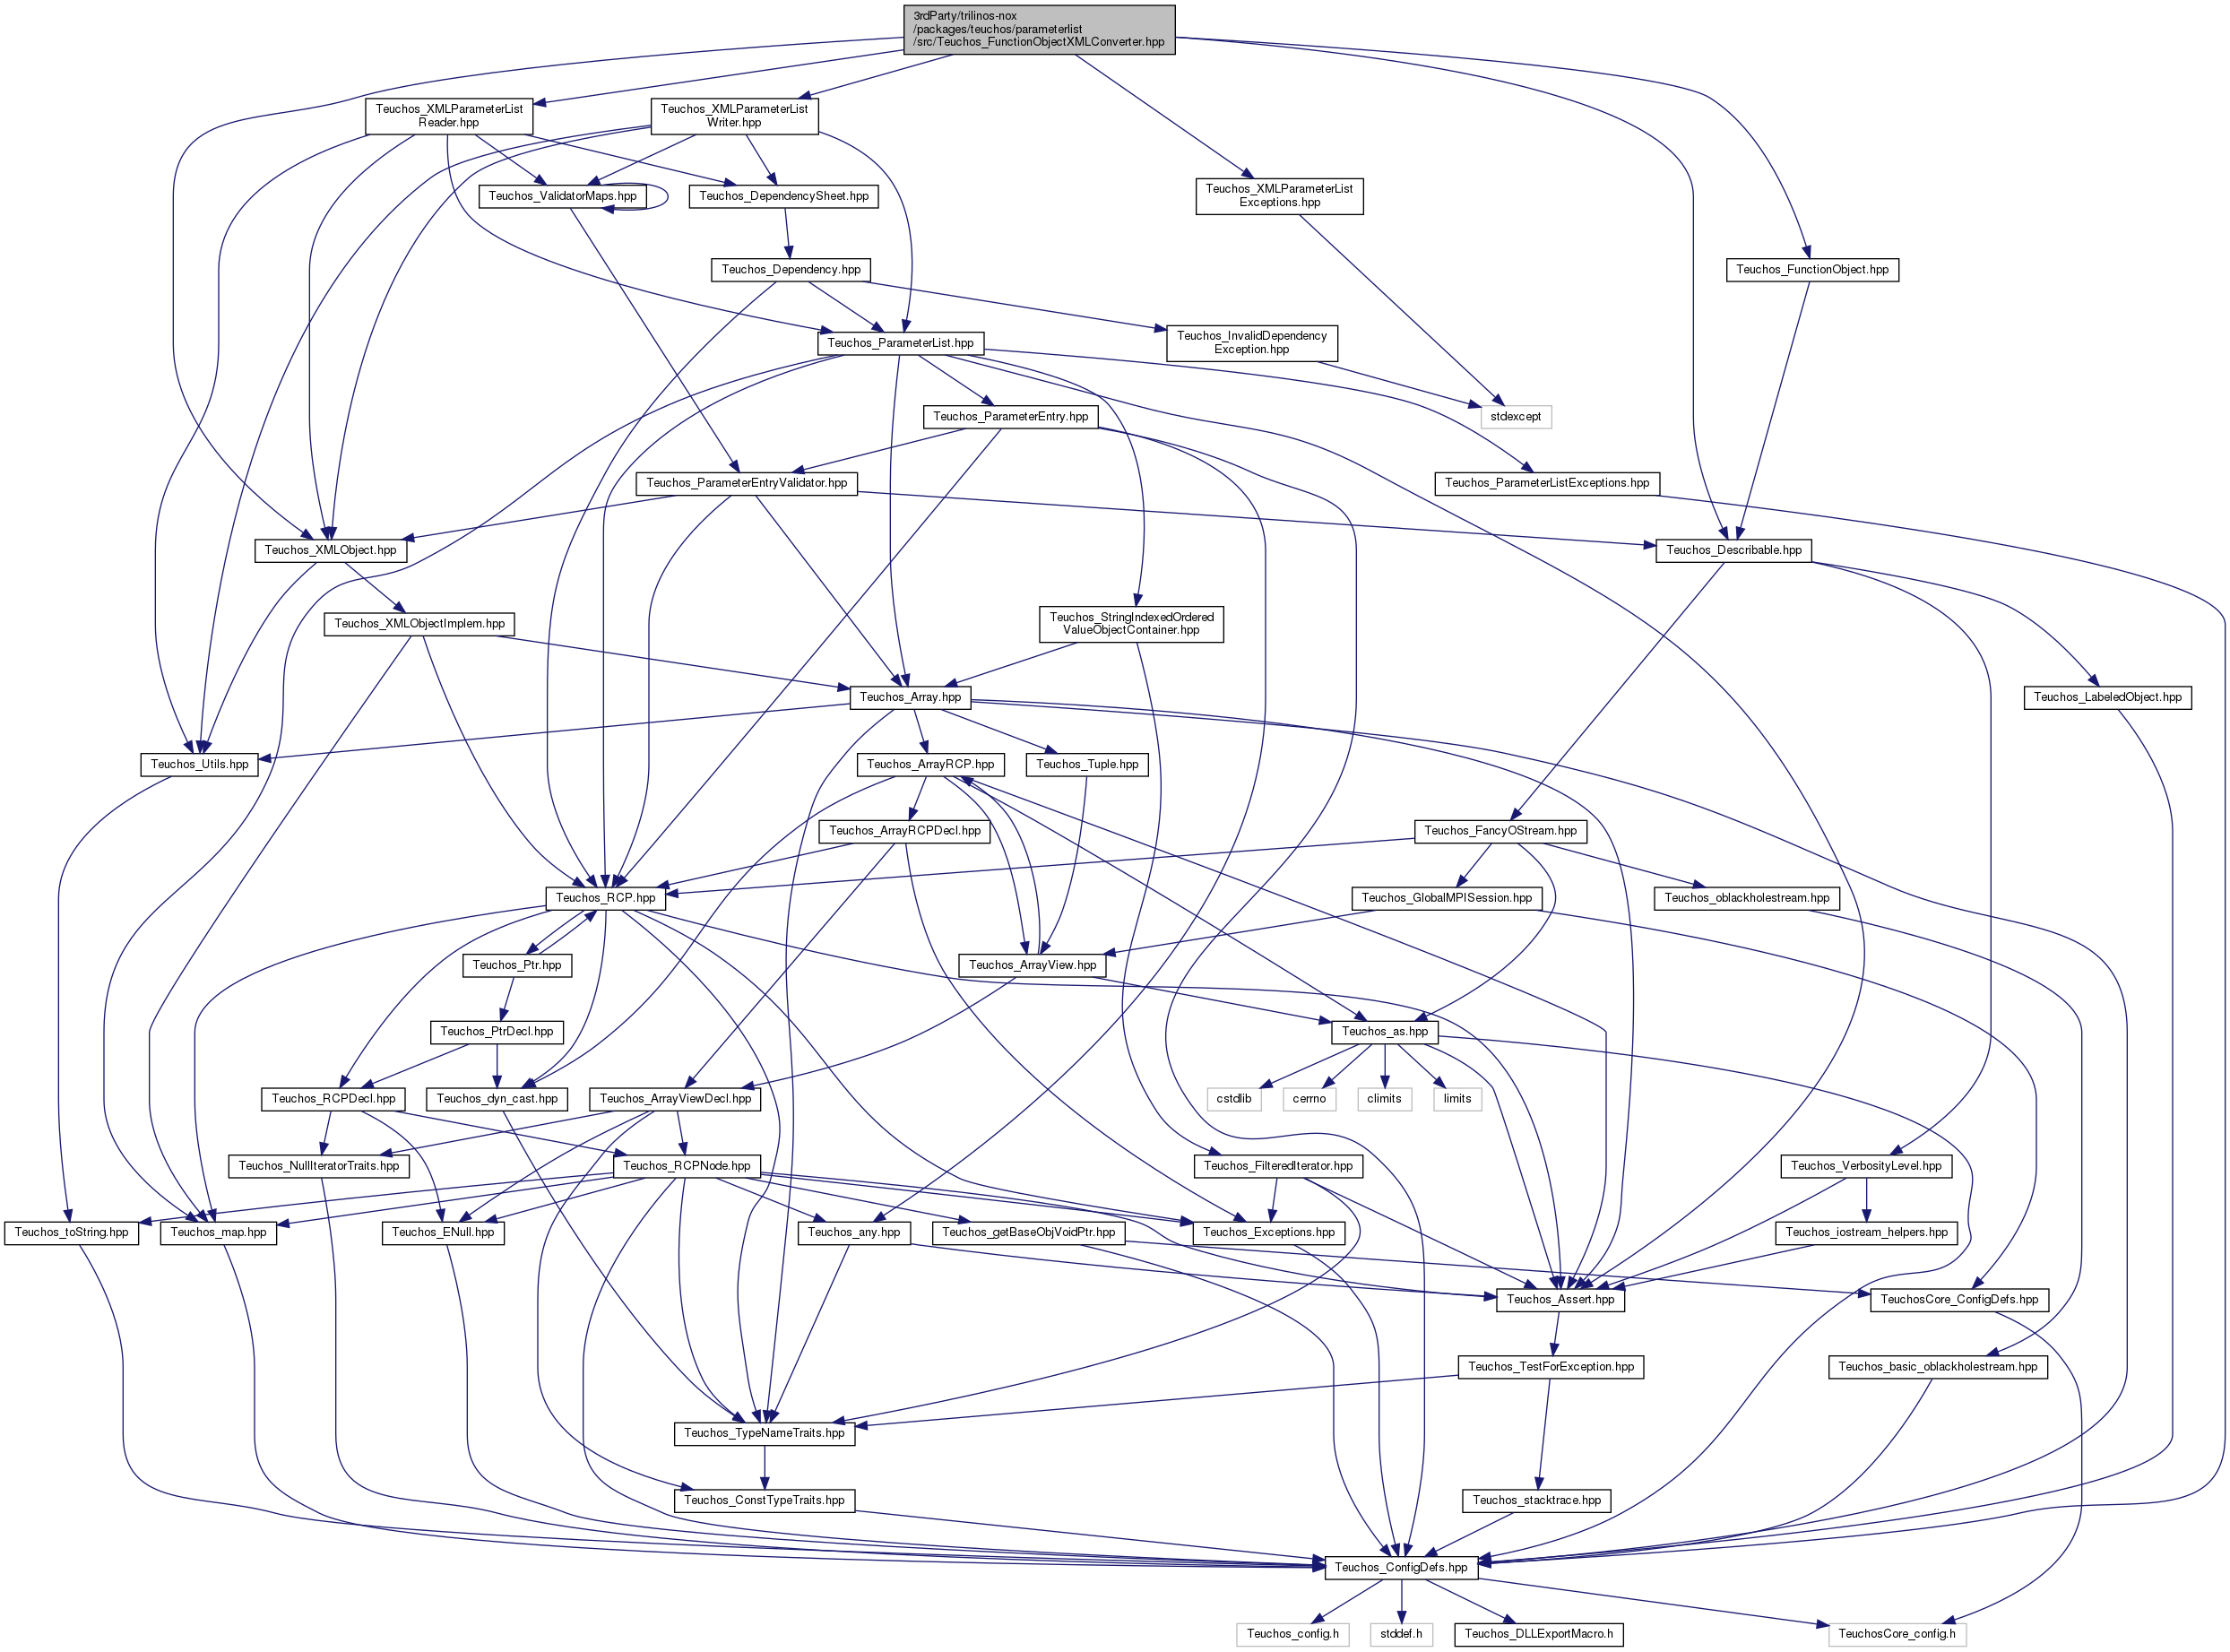 3rdParty/trilinos-nox
/packages/teuchos/parameterlist
/src/Teuchos_FunctionObjectXMLConverter.hpp
Teuchos_XMLParameterList
Reader.hpp
Teuchos_XMLParameterList
Writer.hpp
Teuchos_ValidatorMaps.hpp
Teuchos_DependencySheet.hpp
Teuchos_XMLParameterList
Exceptions.hpp
Teuchos_Dependency.hpp
Teuchos_FunctionObject.hpp
Teuchos_ParameterList.hpp
Teuchos_InvalidDependency
Exception.hpp
Teuchos_ParameterEntry.hpp
stdexcept
Teuchos_ParameterEntryValidator.hpp
Teuchos_ParameterListExceptions.hpp
Teuchos_XMLObject.hpp
Teuchos_Describable.hpp
Teuchos_XMLObjectImplem.hpp
Teuchos_StringIndexedOrdered
ValueObjectContainer.hpp
Teuchos_Array.hpp
Teuchos_LabeledObject.hpp
Teuchos_Utils.hpp
Teuchos_ArrayRCP.hpp
Teuchos_Tuple.hpp
Teuchos_ArrayRCPDecl.hpp
Teuchos_FancyOStream.hpp
Teuchos_RCP.hpp
Teuchos_GlobalMPISession.hpp
Teuchos_oblackholestream.hpp
Teuchos_Ptr.hpp
Teuchos_ArrayView.hpp
Teuchos_PtrDecl.hpp
Teuchos_as.hpp
Teuchos_RCPDecl.hpp
Teuchos_dyn_cast.hpp
Teuchos_ArrayViewDecl.hpp
cstdlib
cerrno
climits
limits
Teuchos_NullIteratorTraits.hpp
Teuchos_RCPNode.hpp
Teuchos_FilteredIterator.hpp
Teuchos_VerbosityLevel.hpp
Teuchos_toString.hpp
Teuchos_map.hpp
Teuchos_ENull.hpp
Teuchos_any.hpp
Teuchos_getBaseObjVoidPtr.hpp
Teuchos_Exceptions.hpp
Teuchos_iostream_helpers.hpp
Teuchos_Assert.hpp
TeuchosCore_ConfigDefs.hpp
Teuchos_TestForException.hpp
Teuchos_basic_oblackholestream.hpp
Teuchos_TypeNameTraits.hpp
Teuchos_ConstTypeTraits.hpp
Teuchos_stacktrace.hpp
Teuchos_ConfigDefs.hpp
Teuchos_config.h
stddef.h
Teuchos_DLLExportMacro.h
TeuchosCore_config.h